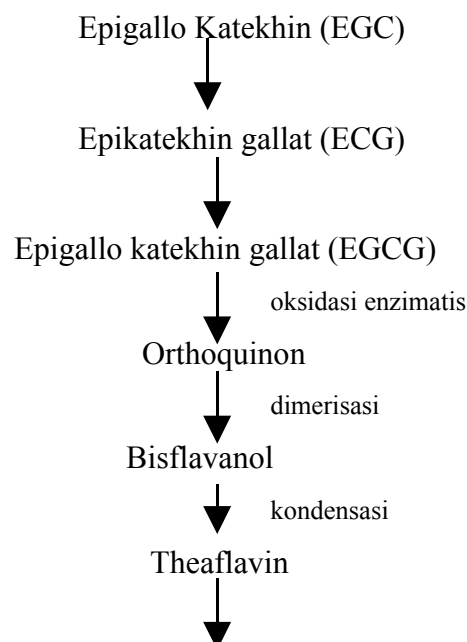 Epigallo Katekhin (EGC)
Epikatekhin gallat (ECG)
Epigallo katekhin gallat (EGCG)
oksidasi enzimatis
Orthoquinon
dimerisasi
Bisflavanol
kondensasi
Theaflavin